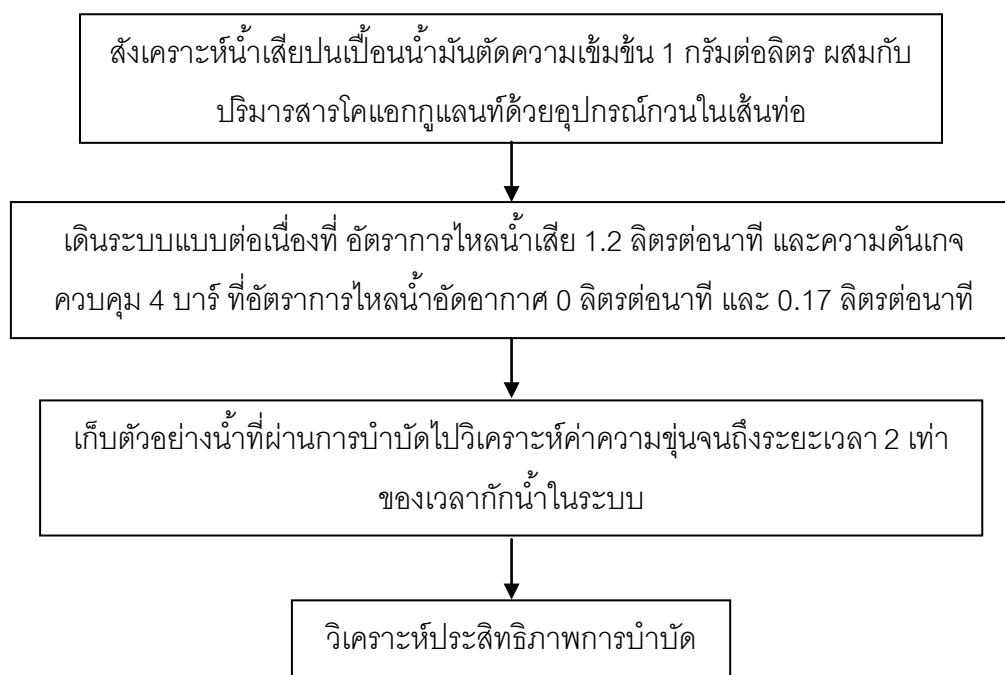 สังเคราะห์น้ำเสียปนเปื้อนน้ำมันตัดความเข้มข้น 1 กรัมต่อลิตร ผสมกับ
ปริมารสารโคแอกกูแลนท์ด้วยอุปกรณ์กวนในเส้นท่อ
เดินระบบแบบต่อเนื่องที่ อัตราการไหลน้ำเสีย 1.2 ลิตรต่อนาที และความดันเกจ
ควบคุม 4 บาร์ ที่อัตราการไหลน้ำอัดอากาศ 0 ลิตรต่อนาที และ 0.17 ลิตรต่อนาที
เก็บตัวอย่างน้ำที่ผ่านการบำบัดไปวิเคราะห์ค่าความขุ่นจนถึงระยะเวลา 2 เท่า
ของเวลากักน้ำในระบบ
วิเคราะห์ประสิทธิภาพการบำบัด